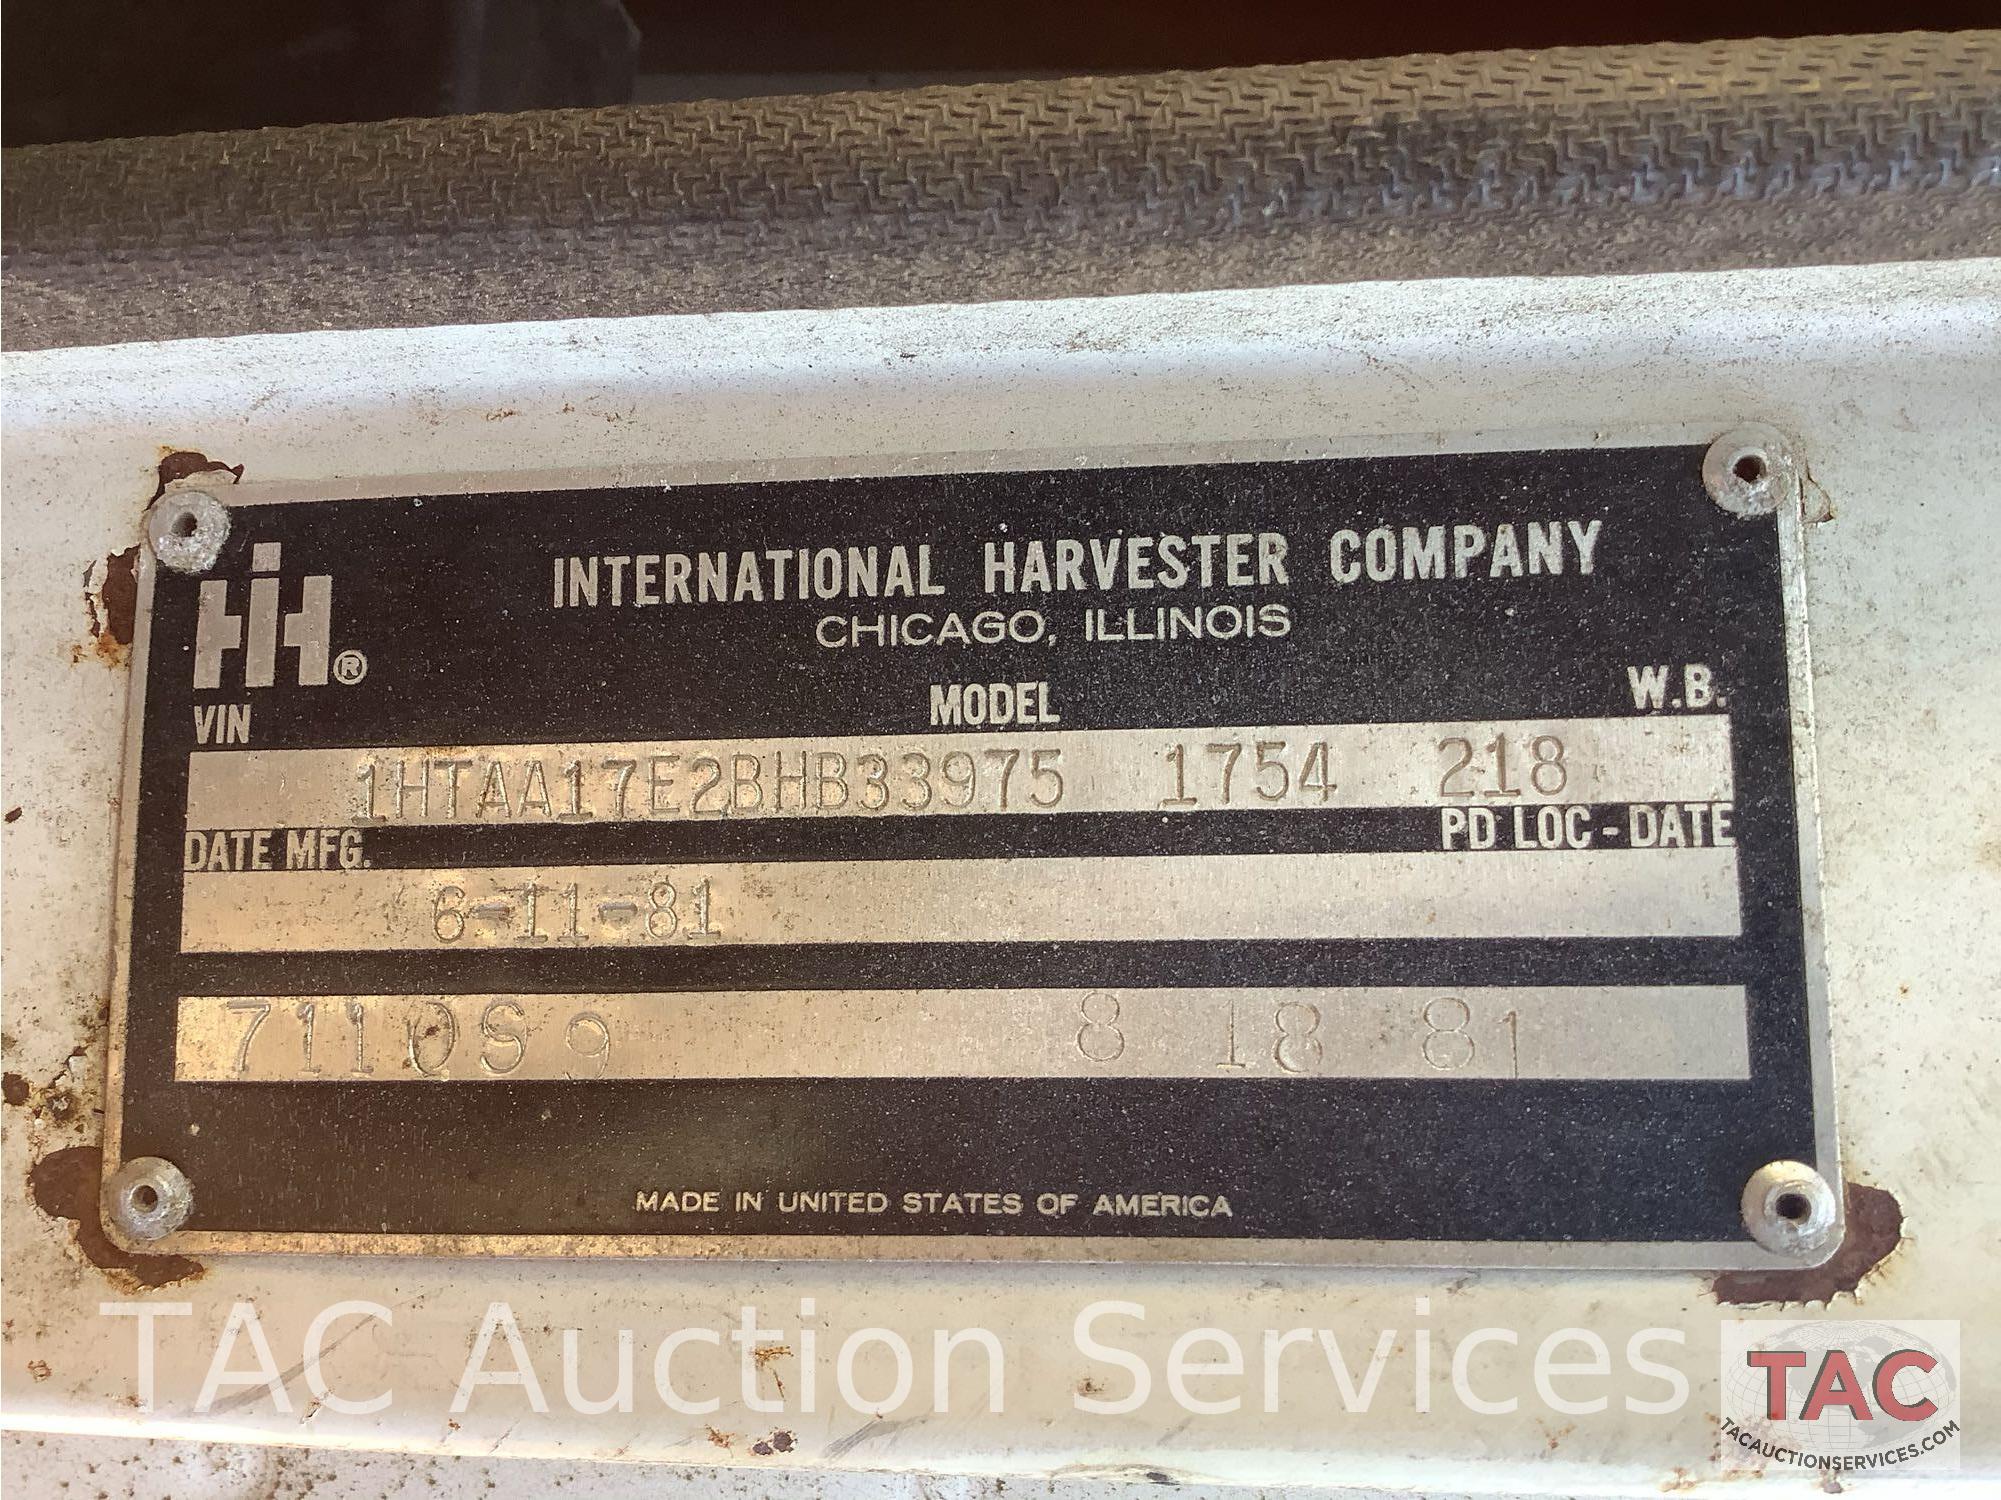 INTERNATIONAL HARVESTER COMPANY
CHICAGO, ILLINOIS
IH®
VIN MODEL W.B.
1HTAA17E2BHB33975 1754 218
DATE MFG. PD LOC - DATE
6-11-81
7110S9 8 18 81
MADE IN UNITED STATES OF AMERICA
TAC Auction Services
TAC
TACAUCTIONSERVICES.COM